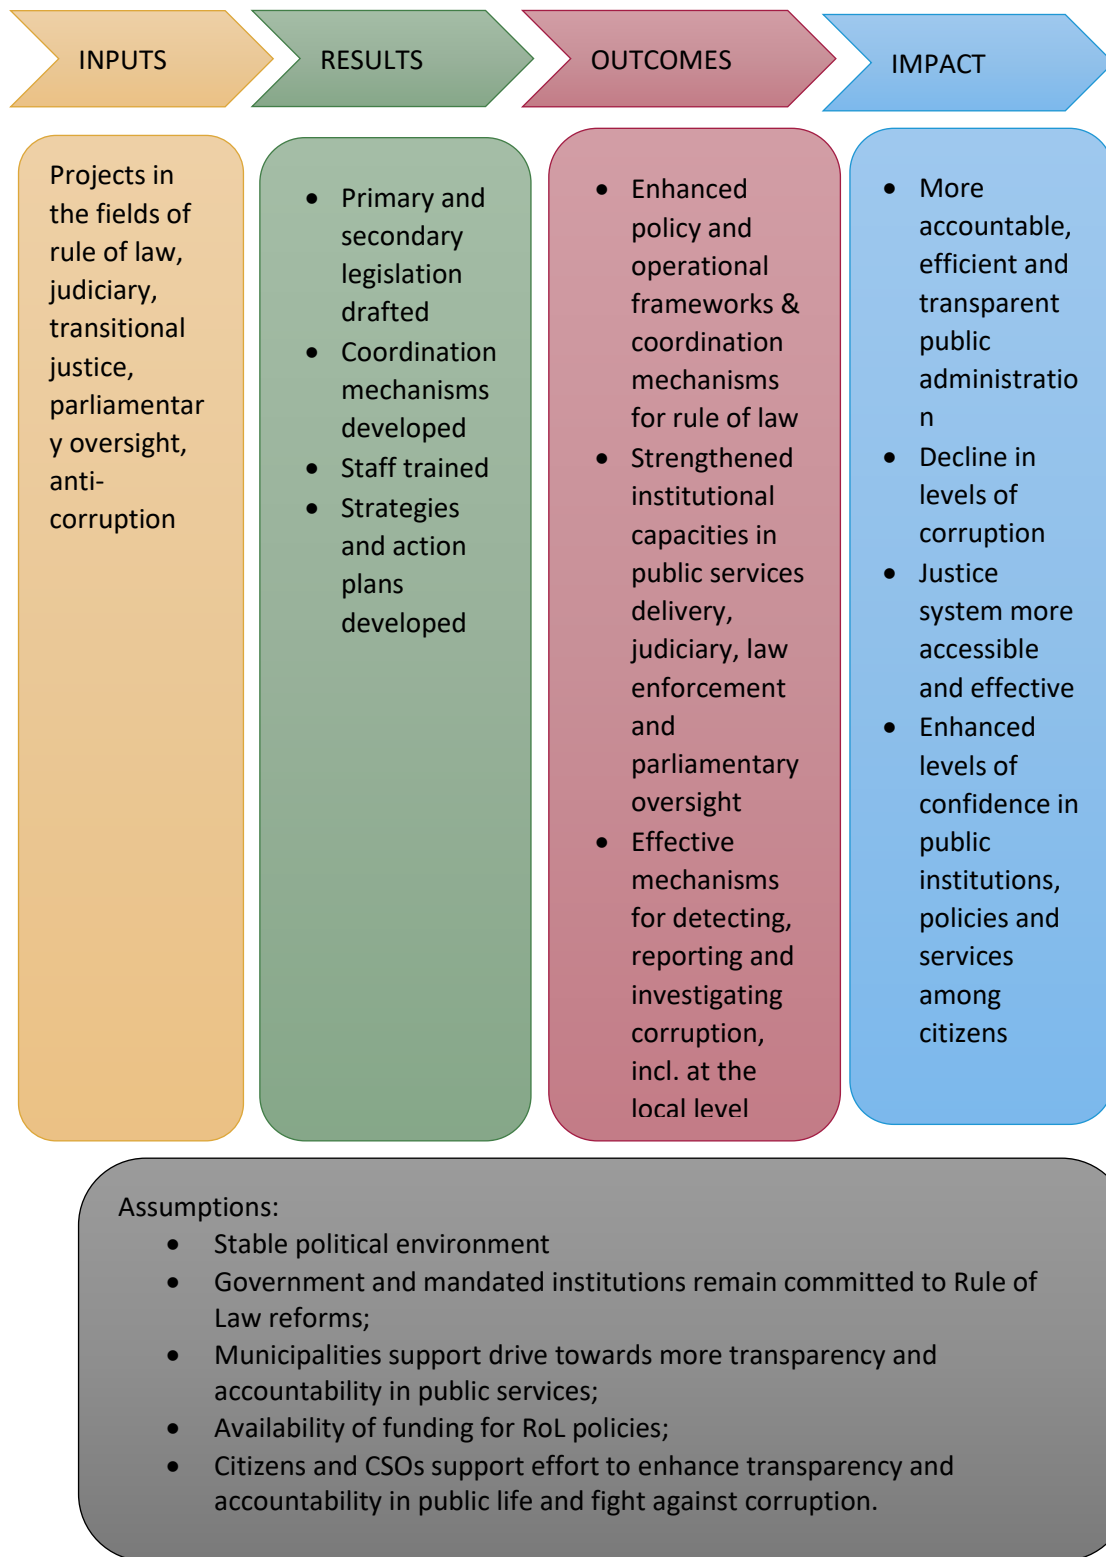 INPUTS
RESULTS
OUTCOMES
IMPACT
Projects in
the fields of
rule of law,
judiciary,
transitional
justice,
parliamentar
y oversight,
anti-
corruption
• Primary and
secondary
legislation
drafted
• Coordination
mechanisms
developed
• Staff trained
• Strategies
and action
plans
developed
• Enhanced
policy and
operational
frameworks &
coordination
mechanisms
for rule of law
• Strengthened
institutional
capacities in
public services
delivery,
judiciary, law
enforcement
and
parliamentary
oversight
• Effective
mechanisms
for detecting,
reporting and
investigating
corruption,
incl. at the
local level
• More
accountable,
efficient and
transparent
public
administratio
n
• Decline in
levels of
corruption
• Justice
system more
accessible
and effective
• Enhanced
levels of
confidence in
public
institutions,
policies and
services
among
citizens
Assumptions:
• Stable political environment
• Government and mandated institutions remain committed to Rule of
Law reforms;
• Municipalities support drive towards more transparency and
accountability in public services;
• Availability of funding for RoL policies;
• Citizens and CSOs support effort to enhance transparency and
accountability in public life and fight against corruption.